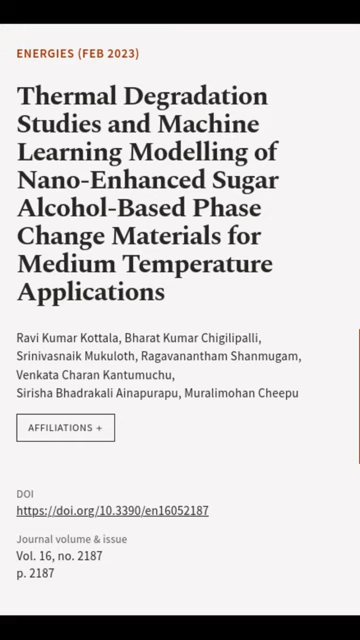 ENERGIES (FEB 2023)
Thermal Degradation
Studies and Machine
Learning Modelling of
Nano-Enhanced Sugar
Alcohol-Based Phase
Change Materials for
Medium Temperature
Applications
Ravi Kumar Kottala, Bharat Kumar Chigilipalli,
Srinivasnaik Mukuloth, Ragavanantham Shanmugam,
Venkata Charan Kantumuchu,
Sirisha Bhadrakali Ainapurapu, Muralimohan Cheepu
AFFILIATIONS +
DOI
https://doi.org/10.3390/en16052187
Journal volume & issue
Vol. 16, no. 2187
p. 2187